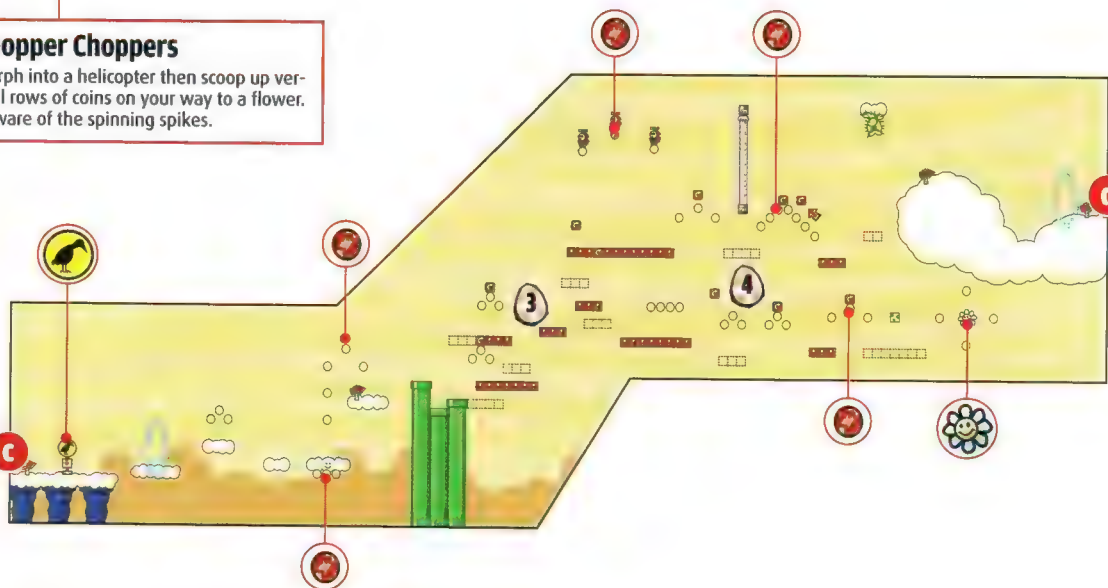 opper Choppers
rph into a helicopter then scoop up ver-
l rows of coins on your way to a flower.
ware of the spinning spikes.
3
4
C
C